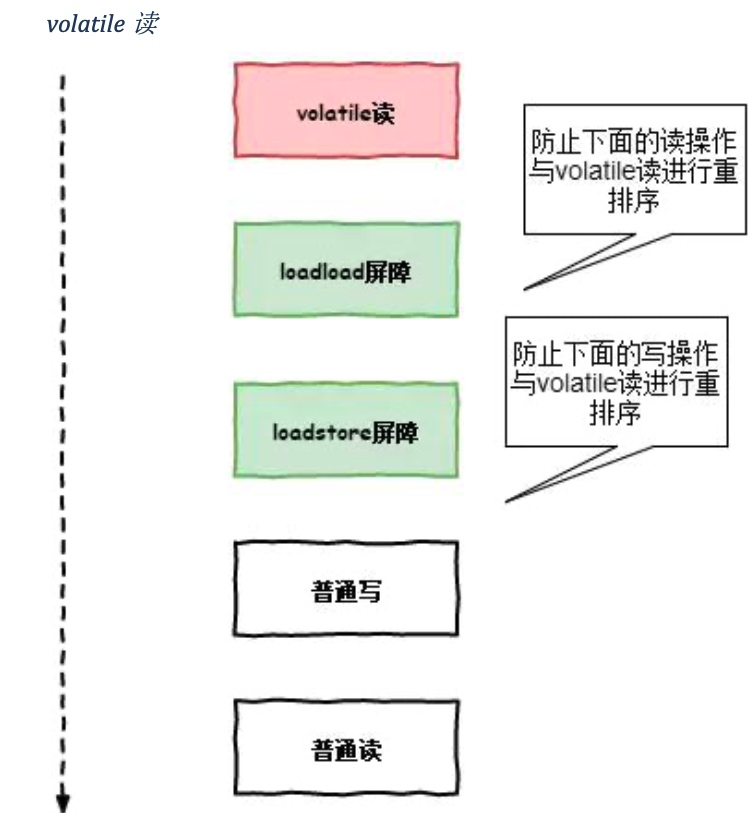 volatile 读
volatile读
防止下面的读操作
与volatile读进行重
排序
loadload屏障
防止下面的写操作
与volatile读进行重
排序
loadstore屏障
普通写
普通读